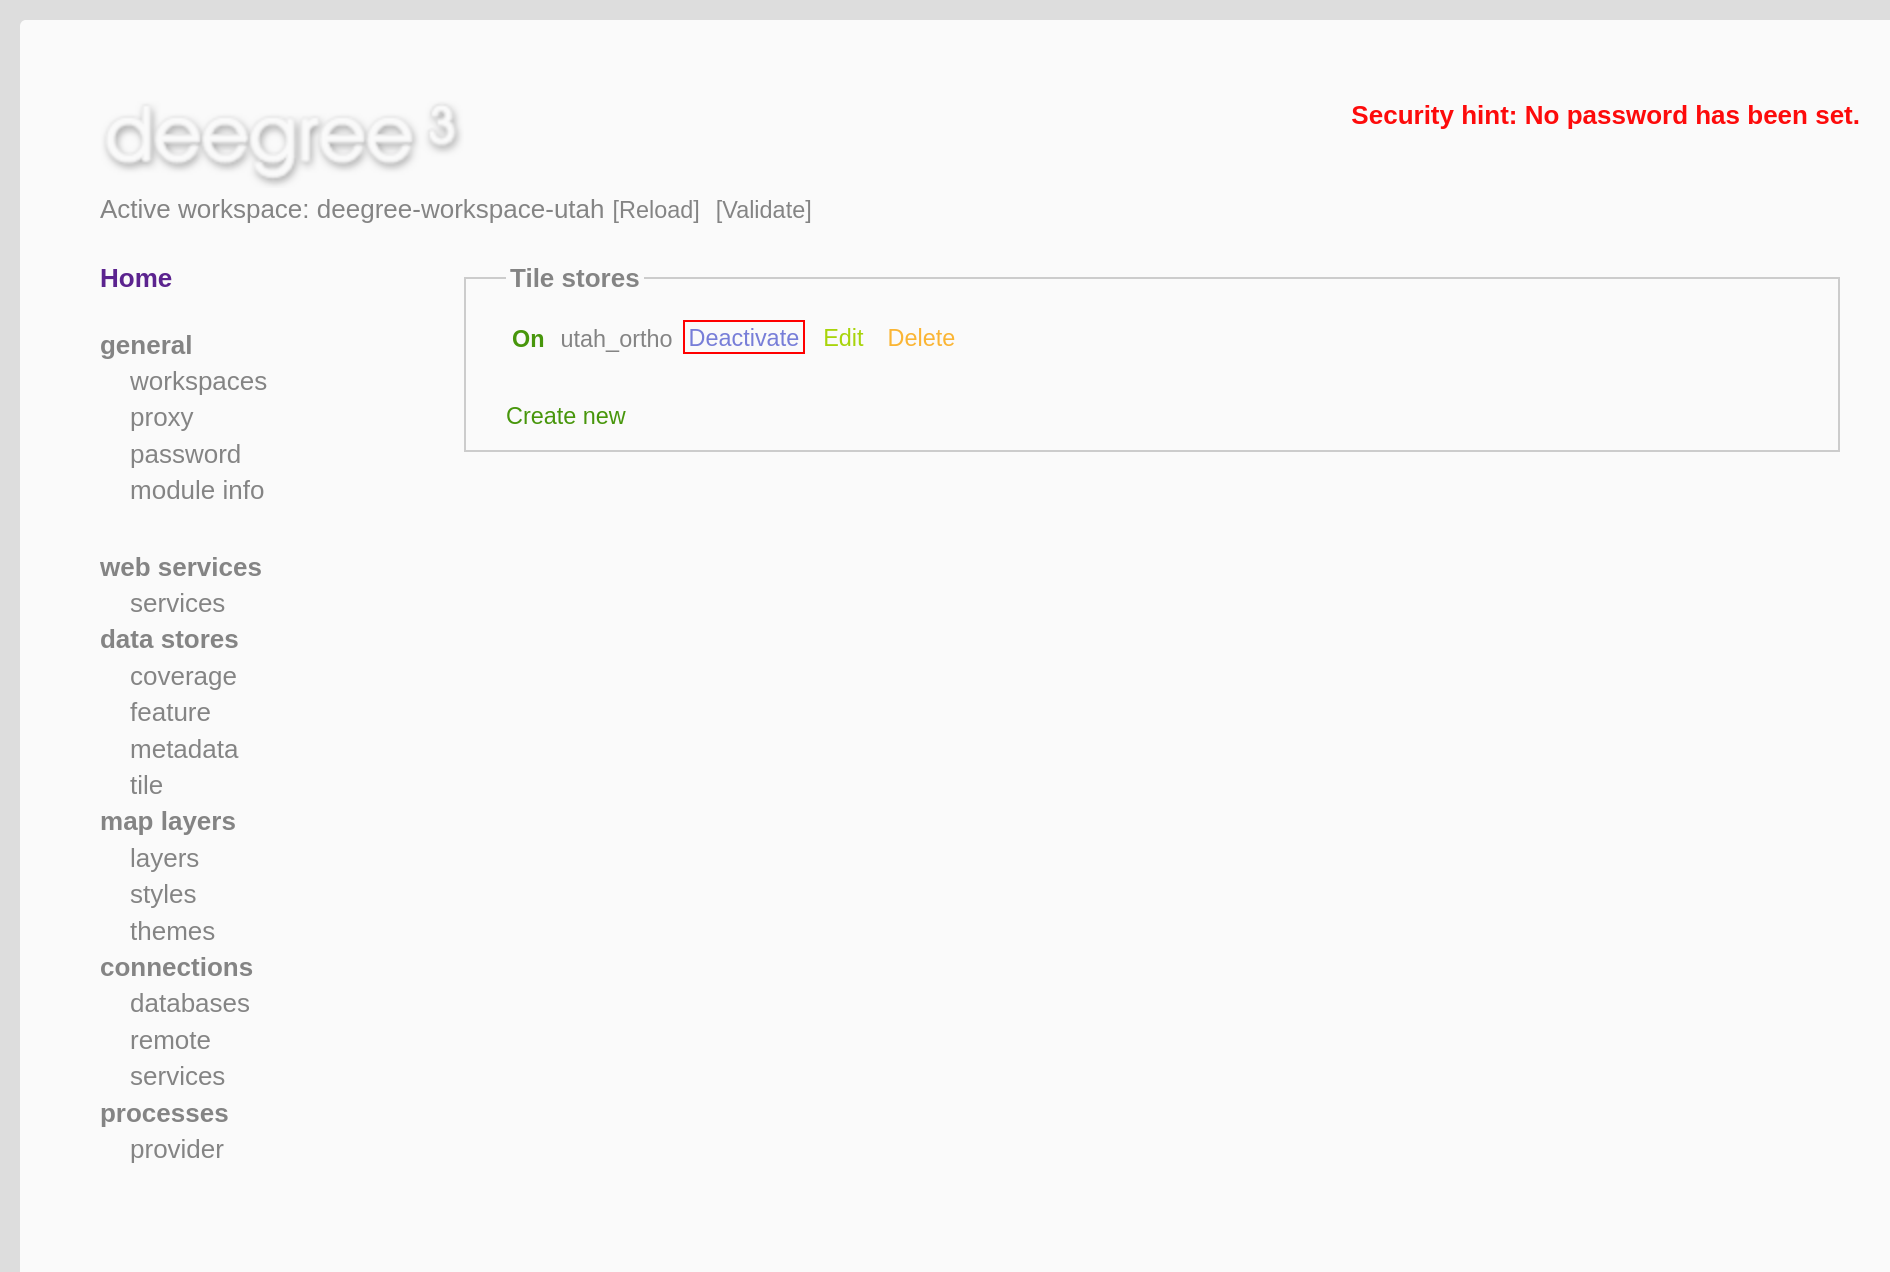 deegree 3
Security hint: No password has been set.
Active workspace: deegree-workspace-utah [Reload] [Validate]
Home
general
workspaces
proxy
password
module info
web services
services
data stores
coverage
feature
metadata
tile
map layers
layers
styles
themes
connections
databases
remote
services
processes
provider
Tile stores
On utah_ortho Deactivate Edit Delete
Create new